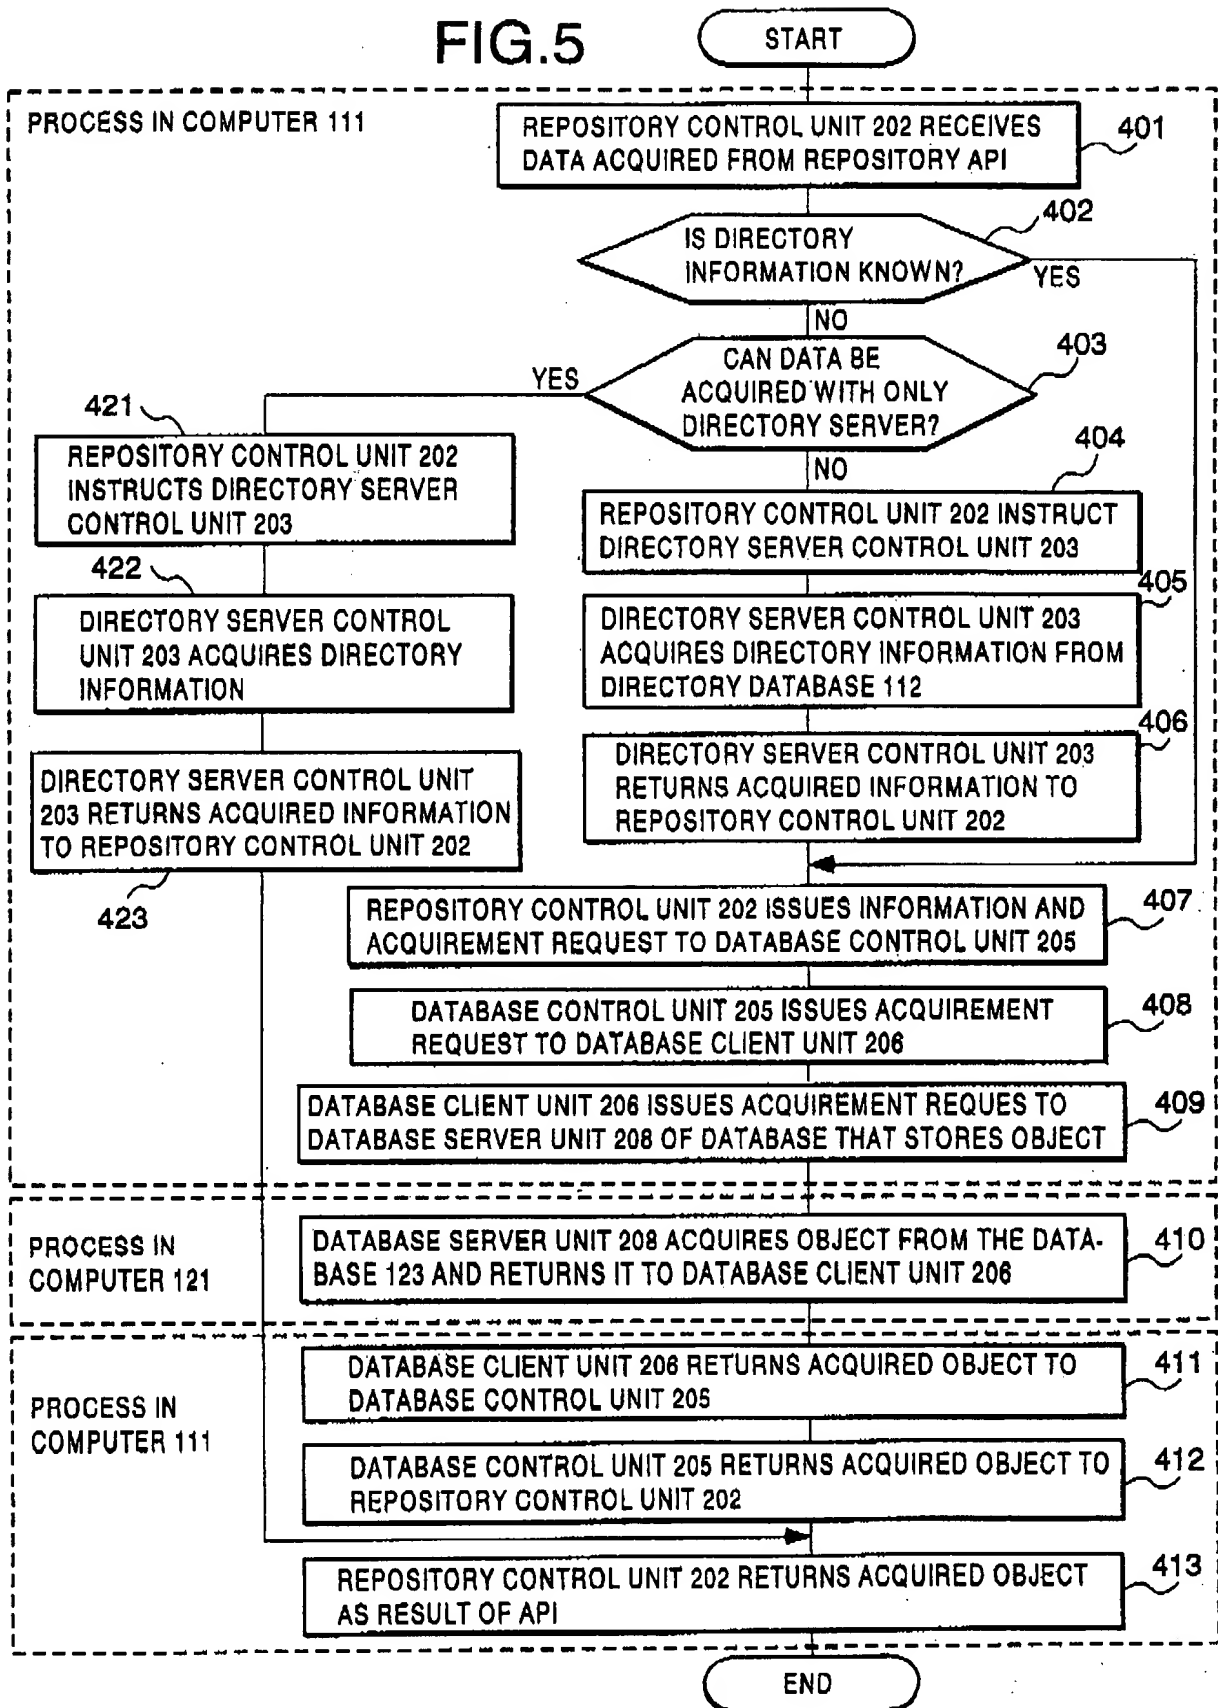 FIG.5
START
PROCESS IN COMPUTER 111
REPOSITORY CONTROL UNIT 202 RECEIVES
DATA ACQUIRED FROM REPOSITORY API
401
402
IS DIRECTORY
INFORMATION KNOWN?
YES
NO
403
CAN DATA BE
ACQUIRED WITH ONLY
DIRECTORY SERVER?
YES
NO
421
REPOSITORY CONTROL UNIT 202
INSTRUCTS DIRECTORY SERVER
CONTROL UNIT 203
404
REPOSITORY CONTROL UNIT 202 INSTRUCT
DIRECTORY SERVER CONTROL UNIT 203
422
DIRECTORY SERVER CONTROL
UNIT 203 ACQUIRES DIRECTORY
INFORMATION
405
DIRECTORY SERVER CONTROL UNIT 203
ACQUIRES DIRECTORY INFORMATION FROM
DIRECTORY DATABASE 112
406
DIRECTORY SERVER CONTROL UNIT 203
RETURNS ACQUIRED INFORMATION TO
REPOSITORY CONTROL UNIT 202
DIRECTORY SERVER CONTROL UNIT
203 RETURNS ACQUIRED INFORMATION
TO REPOSITORY CONTROL UNIT 202
423
REPOSITORY CONTROL UNIT 202 ISSUES INFORMATION AND
ACQUIREMENT REQUEST TO DATABASE CONTROL UNIT 205
407
DATABASE CONTROL UNIT 205 ISSUES ACQUIREMENT
REQUEST TO DATABASE CLIENT UNIT 206
408
DATABASE CLIENT UNIT 206 ISSUES ACQUIREMENT REQUES TO
DATABASE SERVER UNIT 208 OF DATABASE THAT STORES OBJECT
409
PROCESS IN
COMPUTER 121
DATABASE SERVER UNIT 208 ACQUIRES OBJECT FROM THE DATA-
BASE 123 AND RETURNS IT TO DATABASE CLIENT UNIT 206
410
PROCESS IN
COMPUTER 111
DATABASE CLIENT UNIT 206 RETURNS ACQUIRED OBJECT TO
DATABASE CONTROL UNIT 205
411
DATABASE CONTROL UNIT 205 RETURNS ACQUIRED OBJECT TO
REPOSITORY CONTROL UNIT 202
412
REPOSITORY CONTROL UNIT 202 RETURNS ACQUIRED OBJECT
AS RESULT OF API
413
END